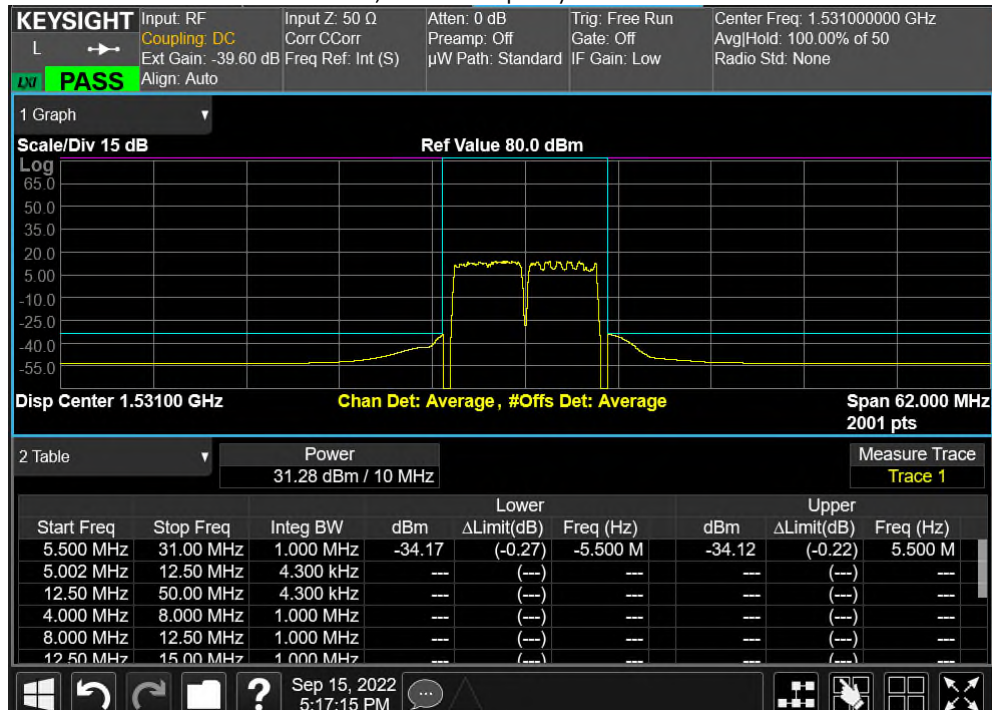 KEYSIGHT Input: RF Input Z: 50 Ω Atten: 0 dB Trig: Free Run Center Freq: 1.531000000 GHz
L Coupling: DC Corr CCorr Preamp: Off Gate: Off Avg|Hold: 100.00% of 50
Ext Gain: -39.60 dB Freq Ref: Int (S) µW Path: Standard IF Gain: Low Radio Std: None
LXI PASS Align: Auto
1 Graph
Scale/Div 15 dB Ref Value 80.0 dBm
Log
65.0
50.0
35.0
20.0
5.00
-10.0
-25.0
-40.0
-55.0
Disp Center 1.53100 GHz Chan Det: Average, #Offs Det: Average Span 62.000 MHz
2001 pts
2 Table Power Measure Trace
31.28 dBm / 10 MHz Trace 1
Lower Upper
Start Freq Stop Freq Integ BW dBm ΔLimit(dB) Freq (Hz) dBm ΔLimit(dB) Freq (Hz)
5.500 MHz 31.00 MHz 1.000 MHz -34.17 (-0.27) -5.500 M -34.12 (-0.22) 5.500 M
5.002 MHz 12.50 MHz 4.300 kHz --- (---) --- --- (---) ---
12.50 MHz 50.00 MHz 4.300 kHz --- (---) --- --- (---) ---
4.000 MHz 8.000 MHz 1.000 MHz --- (---) --- --- (---) ---
8.000 MHz 12.50 MHz 1.000 MHz --- (---) --- --- (---) ---
12.50 MHz 15.00 MHz 1.000 MHz --- (---) --- --- (---) ---
? Sep 15, 2022
5:17:15 PM